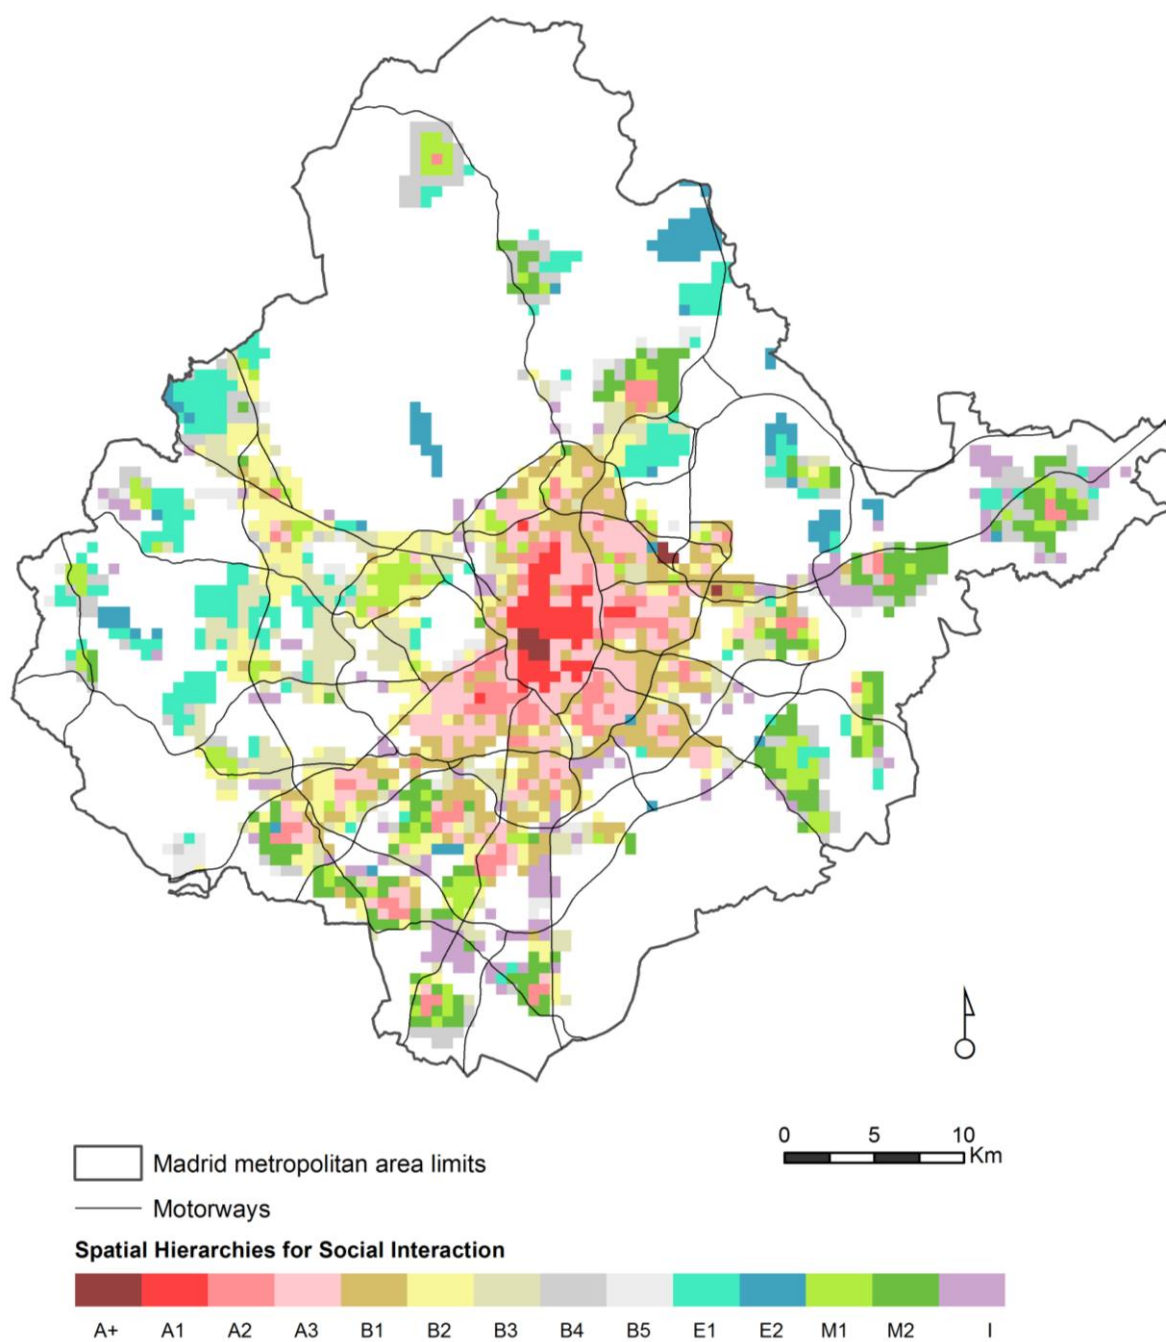 0 5 10
Km
Madrid metropolitan area limits
Motorways
Spatial Hierarchies for Social Interaction
A+ A1 A2 A3 B1 B2 B3 B4 B5 E1 E2 M1 M2 I